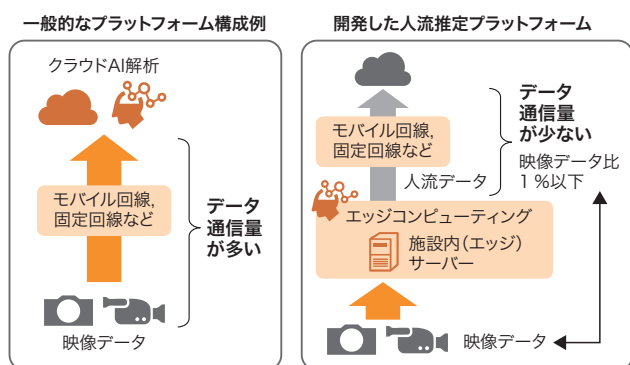 一般的なプラットフォーム構成例
クラウドAI解析
モバイル回線,
固定回線など
データ
通信量
が多い
映像データ
開発した人流推定プラットフォーム
モバイル回線,
固定回線など
人流データ
データ
通信量
が少ない
映像データ比
1 %以下
エッジコンピューティング
施設内(エッジ)
サーバー
映像データ